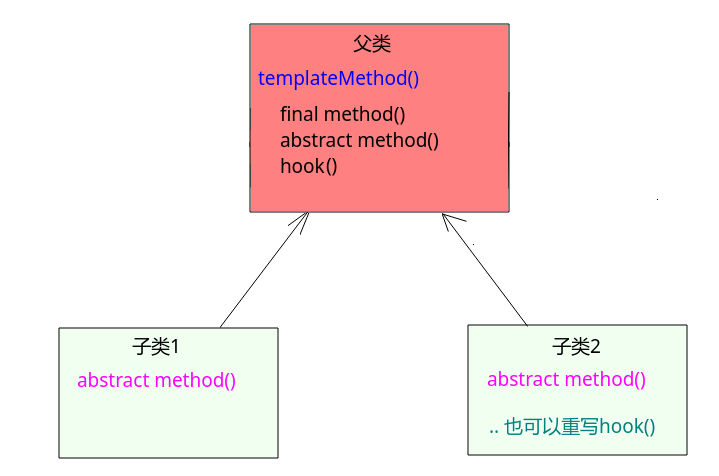 父类
templateMethod()
final method()
abstract method()
hook()
子类1
abstract method()
子类2
abstract method()
.. 也可以重写hook()